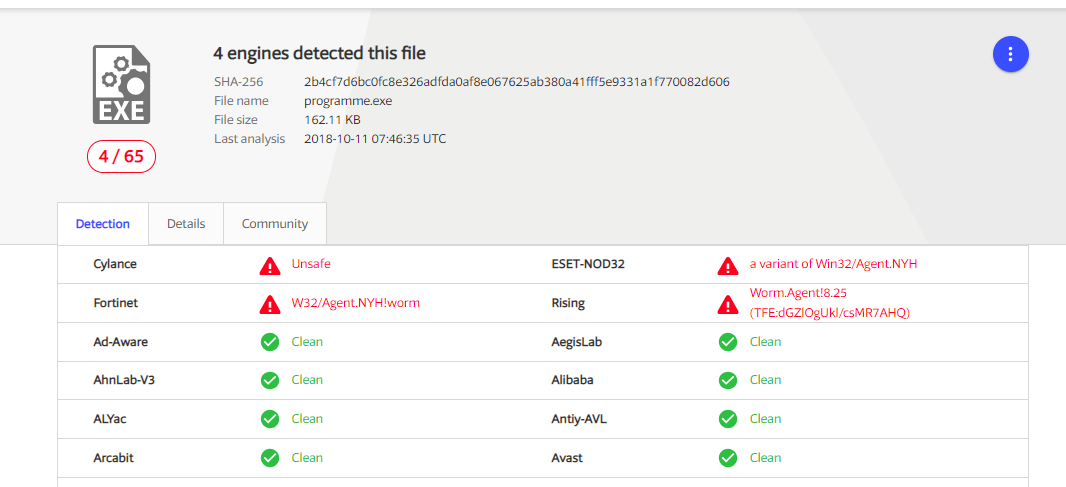 4 engines detected this file
SHA-256 2b4cf7d6bc0fc8e326adfda0af8e067625ab380a41fff5e9331a1f770082d606
File name programme.exe
File size 162.11 KB
Last analysis 2018-10-11 07:46:35 UTC
EXE
4 / 65
Detection Details Community
Cylance Unsafe ESET-NOD32 a variant of Win32/Agent.NYH
Fortinet W32/Agent.NYH!worm Rising Worm.Agent!8.25
(TFE:dGZlOgUkl/csMR7AHQ)
Ad-Aware Clean AegisLab Clean
AhnLab-V3 Clean Alibaba Clean
ALYac Clean Antiy-AVL Clean
Arcabit Clean Avast Clean